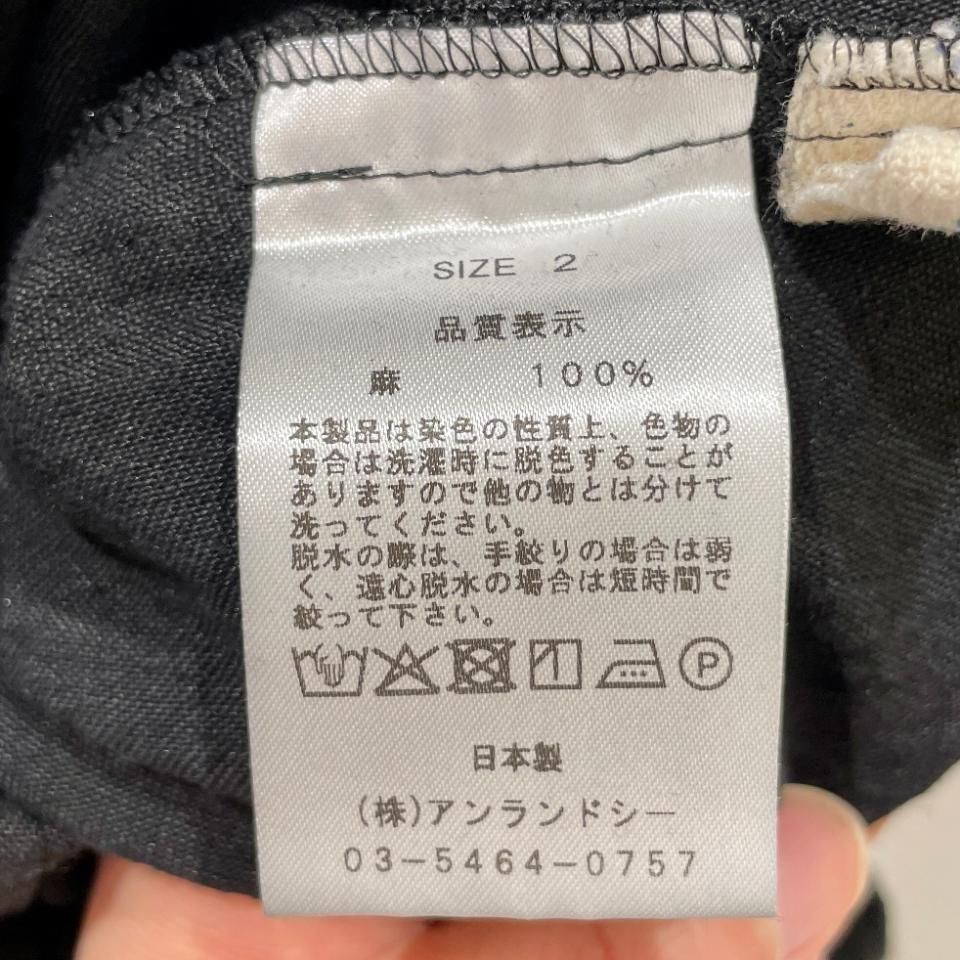 SIZE 2
品質表示
麻 100%
本製品は染色の性質上、色物の
場合は洗濯時に脱色することが
ありますので他の物とは分けて
洗ってください。
脱水の際は、手絞りの場合は弱
く、遠心脱水の場合は短時間で
絞って下さい。
P
日本製
(株)アンランドシー
03-5464-0757